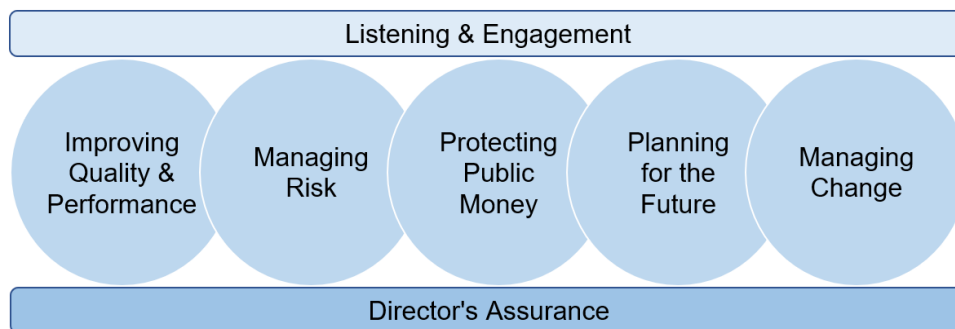 Listening & Engagement
Improving
Quality &
Performance
Managing
Risk
Protecting
Public
Money
Planning
for the
Future
Managing
Change
Director's Assurance